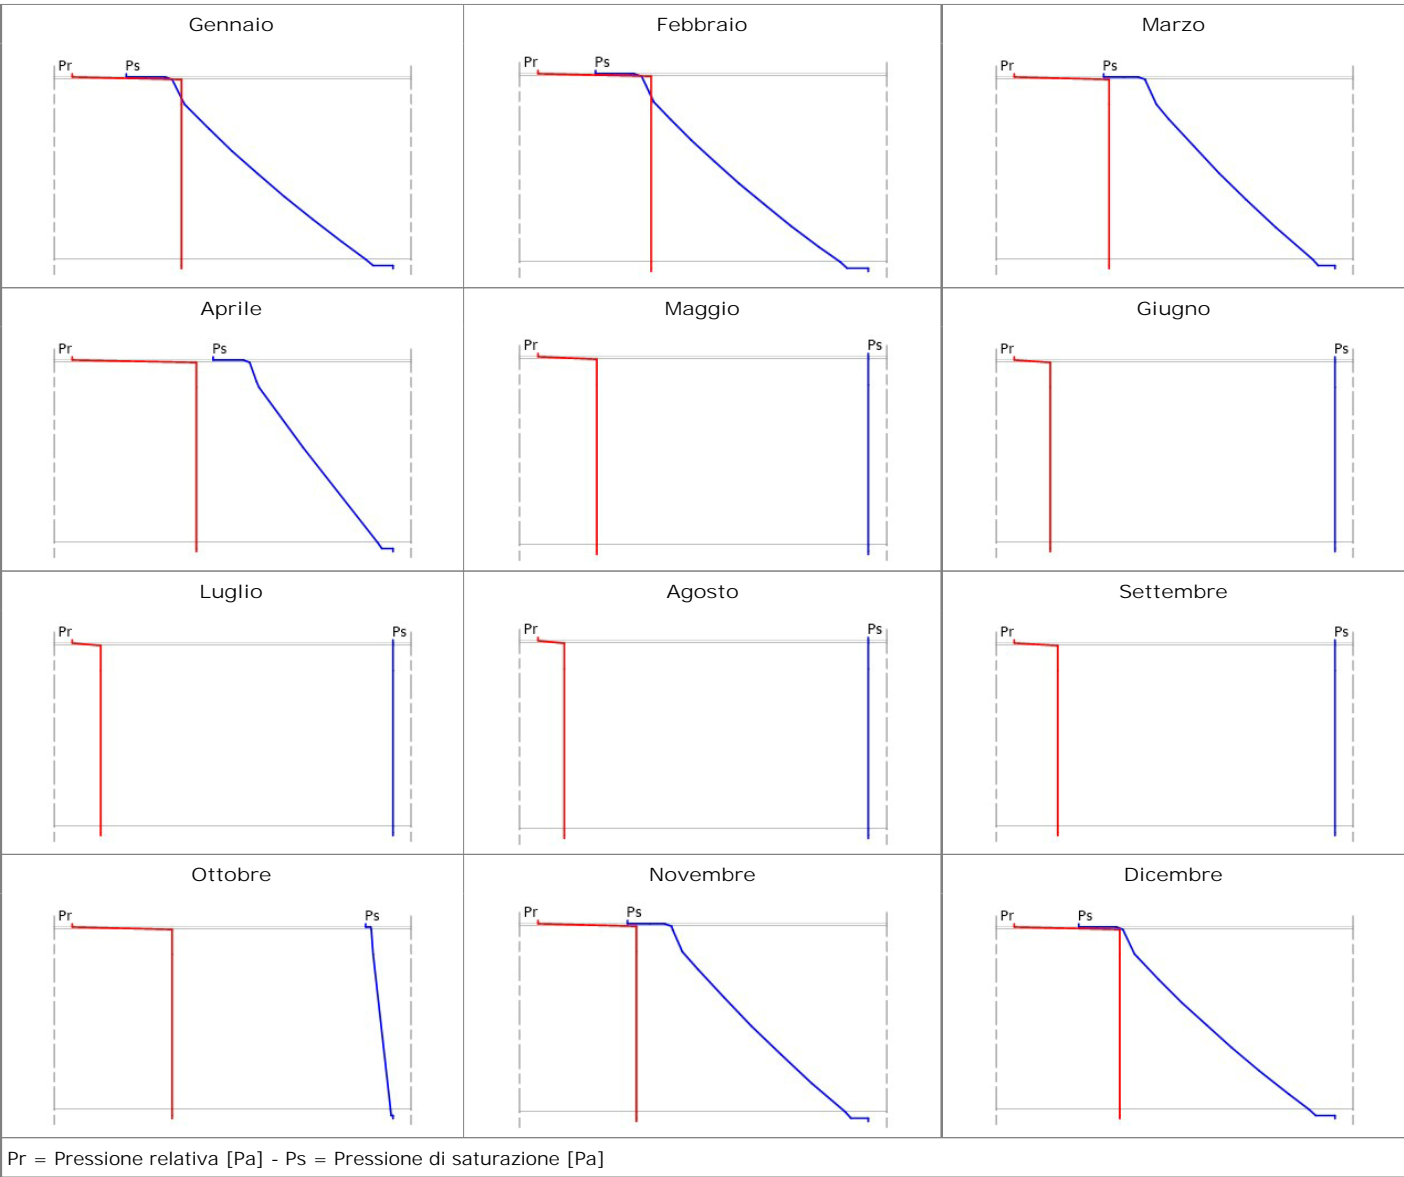 Gennaio
Febbraio
Marzo
Pr
Ps
Pr
Ps
Pr
Ps
Aprile
Maggio
Giugno
Pr
Ps
Pr
Ps
Pr
Ps
Luglio
Agosto
Settembre
Pr
Ps
Pr
Ps
Pr
Ps
Ottobre
Novembre
Dicembre
Pr
Ps
Pr
Ps
Pr
Ps
Pr = Pressione relativa [Pa] - Ps = Pressione di saturazione [Pa]